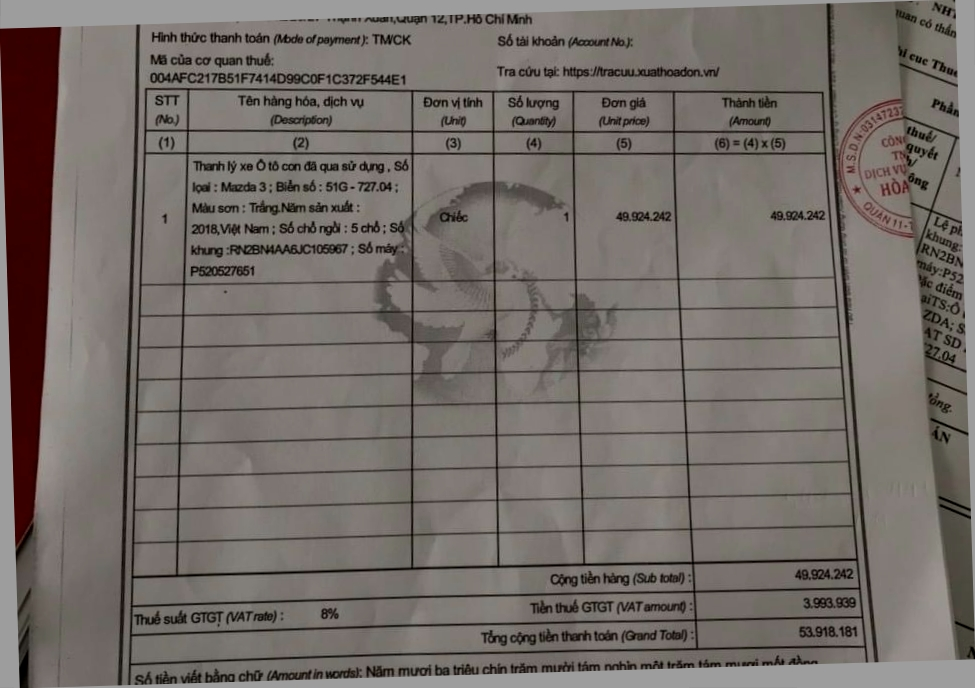 Thịnh Xuân,Quận 12,TP.Hồ Chí Minh
Hình thức thanh toán (Mode of payment): TM/CK
Số tài khoản (Account No.):
Mã của cơ quan thuế:
004AFC217B51F7414D99C0F1C372F544E1
Tra cứu tại: https://tracuu.xuathoadon.vn/
STT Tên hàng hóa, dịch vụ Đơn vị tính Số lượng Đơn giá Thành tiền
(No.) (Description) (Unit) (Quantity) (Unit price) (Amount)
(1) (2) (3) (4) (5) (6) = (4) x (5)
Thanh lý xe Ô tô con đã qua sử dụng , Số
loại : Mazda 3 ; Biển số : 51G - 727.04 ;
Màu sơn : Trắng.Năm sản xuất :
1 Chiếc 1 49.924.242 49.924.242
2018,Việt Nam ; Số chỗ ngồi : 5 chỗ ; Số
khung :RN2BN4AA6JC105967 ; Số máy :
P520527651
Cộng tiền hàng (Sub total) : 49.924.242
Thuế suất GTGT (VAT rate) : 8% Tiền thuế GTGT (VAT amount) : 3.993.939
Tổng cộng tiền thanh toán (Grand Total) : 53.918.181
Số tiền viết bằng chữ (Amount in words): Năm mươi ba triệu chín trăm mười tám nghìn một trăm tám mươi mốt đồng
M.S.D.N:0314723
CÔN
DỊCH VỤ
HÒA
QUẬN 11-T
NH
quan có thẩ
hi cục Thuế
Phần
thuế/
quyết
h/
ông
Lệ ph
khung:
RN2BN
máy:P52
ặc điểm
aiTS:Ô
ZDA; S
AT SD
727.04
tổng.
ÁN